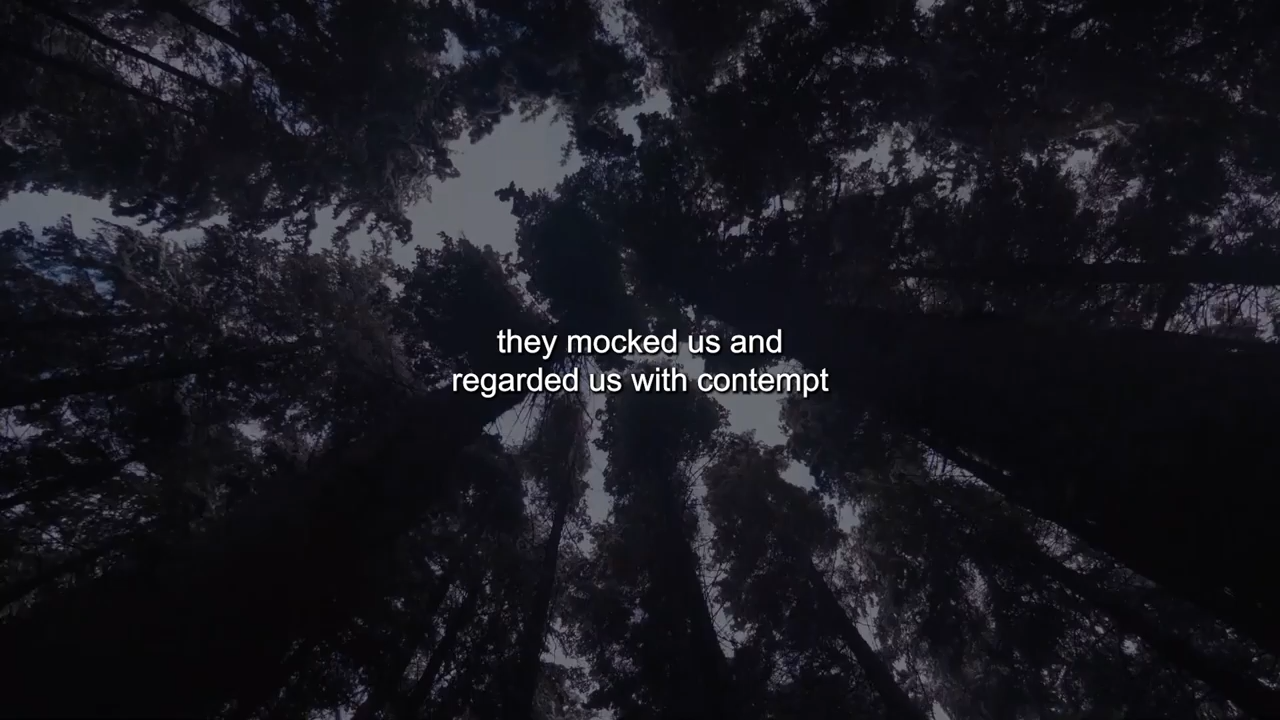 they mocked us and
regarded us with contempt